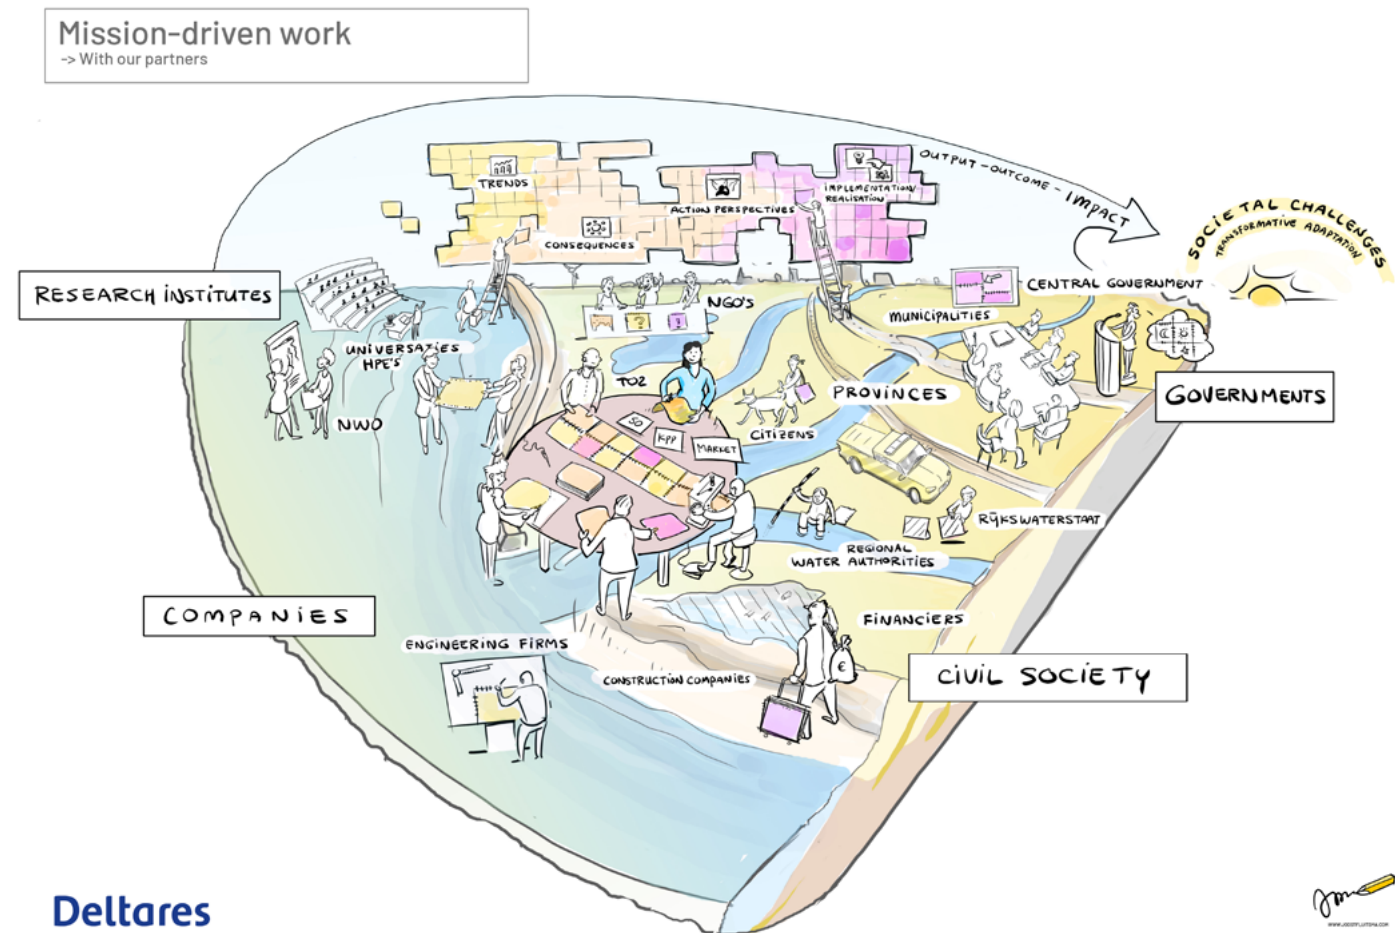 Mission-driven work
-> With our partners
OUTPUT - OUTCOME - IMPACT
TRENDS
CONSEQUENCES
ACTION PERSPECTIVES
IMPLEMENTATION/
REALISATION
SOCIETAL CHALLENGES
TRANSFORMATIVE ADAPTATION
RESEARCH INSTITUTES
UNIVERSATIES
HPE'S
NWO
NGO'S
TO2
SO
KPP
MARKET
CITIZENS
MUNICIPALITIES
CENTRAL GOVERNMENT
PROVINCES
GOVERNMENTS
RIJKSWATERSTAAT
REGIONAL
WATER AUTHORITIES
COMPANIES
ENGINEERING FIRMS
CONSTRUCTION COMPANIES
FINANCIERS
€
CIVIL SOCIETY
Deltares